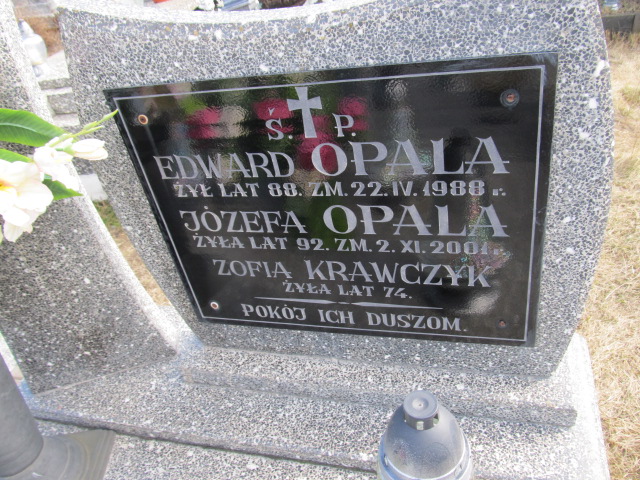 Ś P.
EDWARD OPALA
ŻYŁ LAT 88. ZM. 22. IV. 1988 r.
JÓZEFA OPALA
ŻYŁA LAT 92. ZM. 2. XI. 2001 r.
ZOFIA KRAWCZYK
ŻYŁA LAT 74.
POKÓJ ICH DUSZOM.